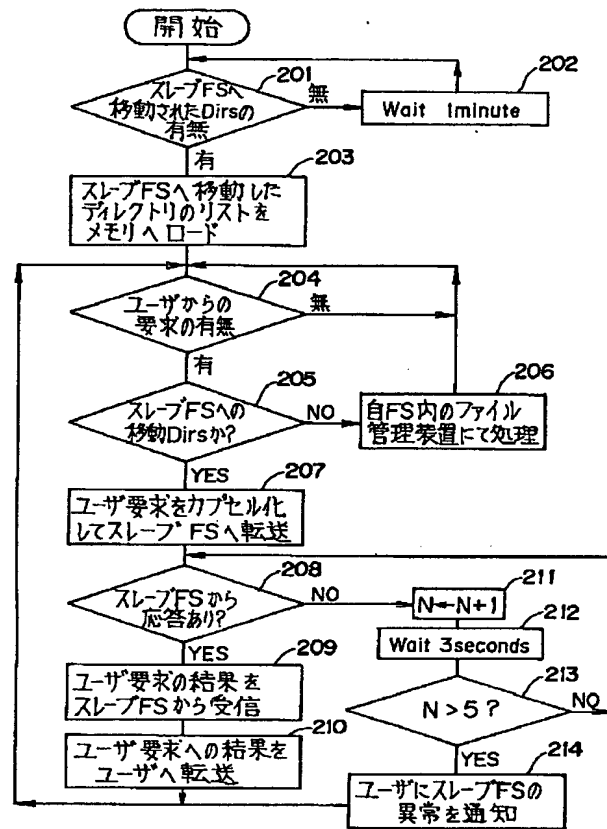 開始
201
スレーブFSへ
移動されたDirsの
有無
無
202
Wait 1minute
有
203
スレーブFSへ移動した
ディレクトリのリストを
メモリへロード
204
ユーザからの
要求の有無
無
有
205
スレーブFSへの
移動Dirsか?
NO
206
自FS内のファイル
管理装置にて処理
YES
207
ユーザ要求をカプセル化
してスレーブFSへ転送
208
スレーブFSから
応答あり?
NO
211
N←N+1
212
Wait 3seconds
YES
209
ユーザ要求の結果を
スレーブFSから受信
213
N>5?
NO
210
ユーザ要求への結果を
ユーザへ転送
YES
214
ユーザにスレーブFSの
異常を通知